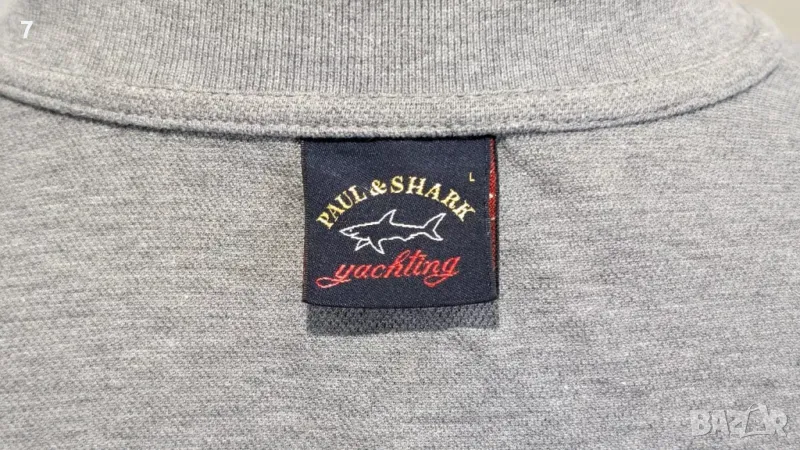 7
L
PAUL & SHARK
yachting
BAZAR